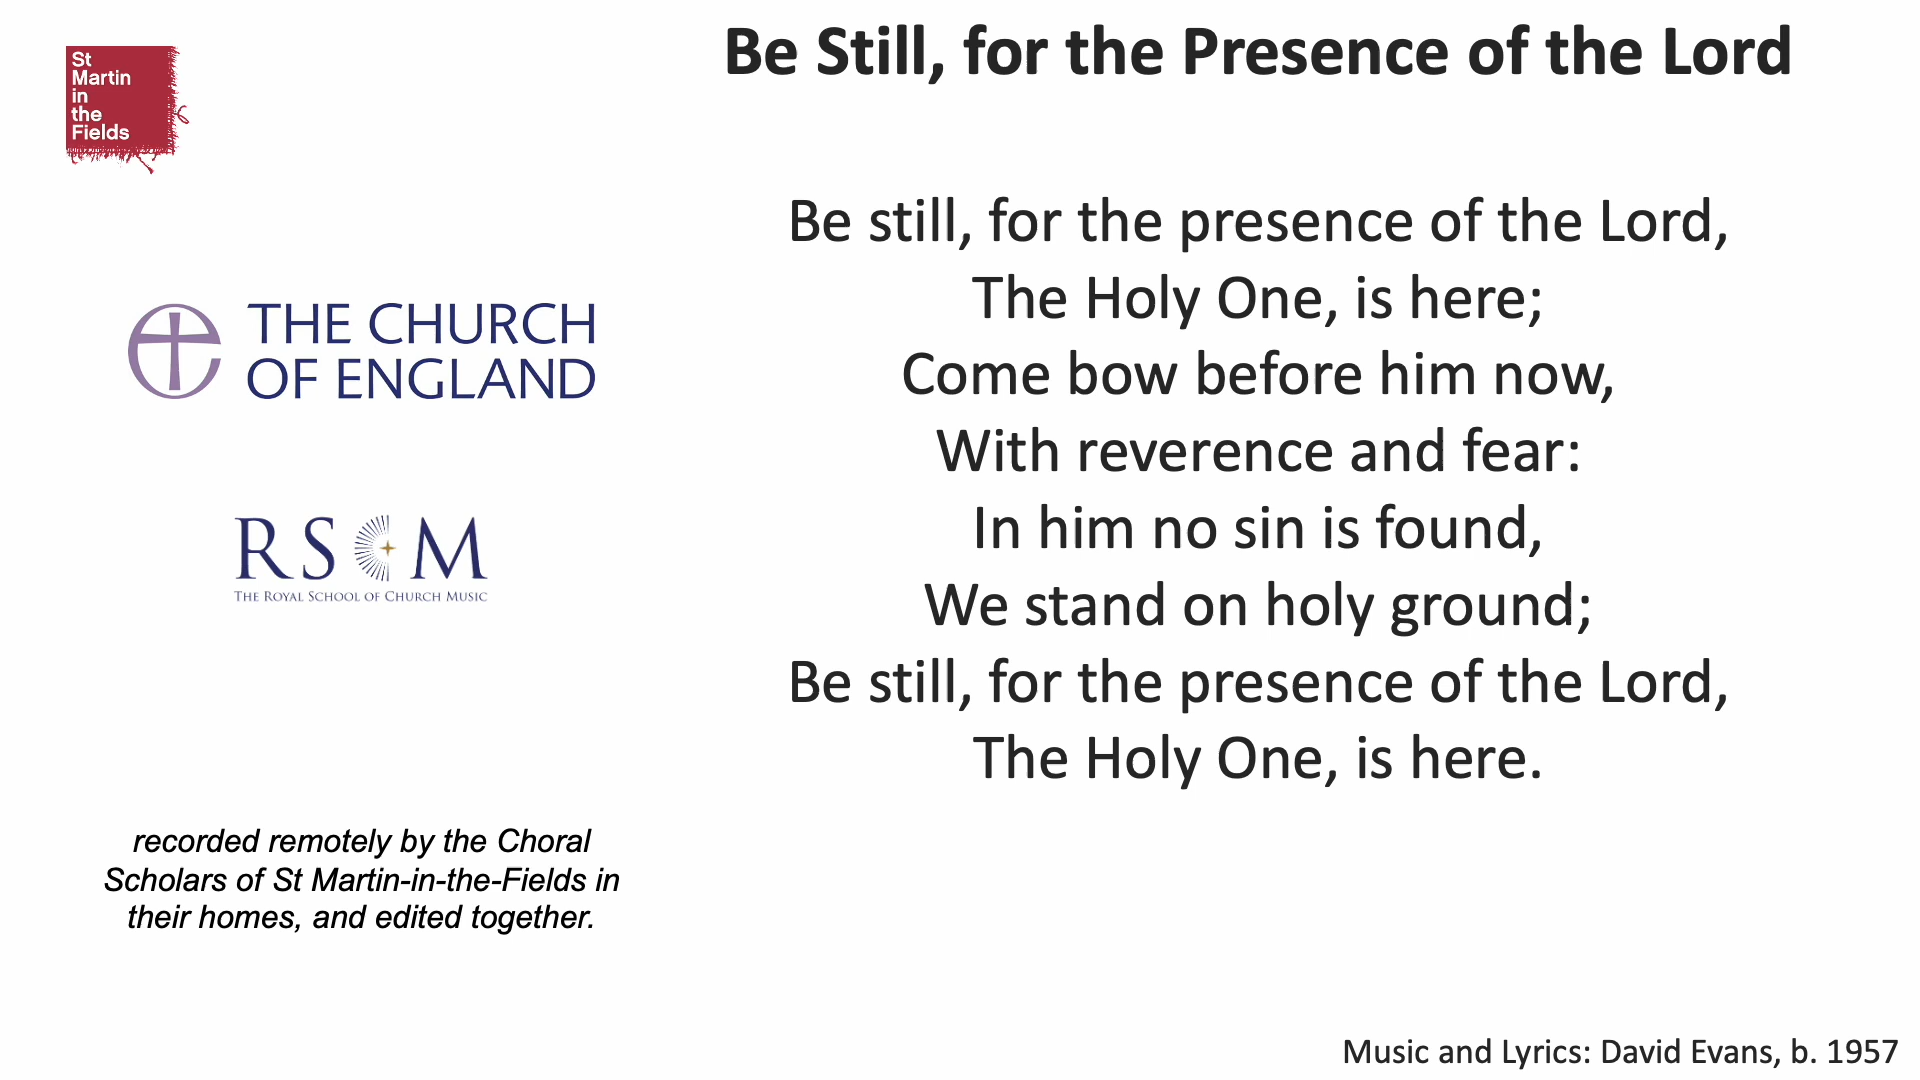 St
Martin
in
the
Fields
Be Still, for the Presence of the Lord
THE CHURCH
OF ENGLAND
RSCM
THE ROYAL SCHOOL OF CHURCH MUSIC
recorded remotely by the Choral
Scholars of St Martin-in-the-Fields in
their homes, and edited together.
Be still, for the presence of the Lord,
The Holy One, is here;
Come bow before him now,
With reverence and fear:
In him no sin is found,
We stand on holy ground;
Be still, for the presence of the Lord,
The Holy One, is here.
Music and Lyrics: David Evans, b. 1957